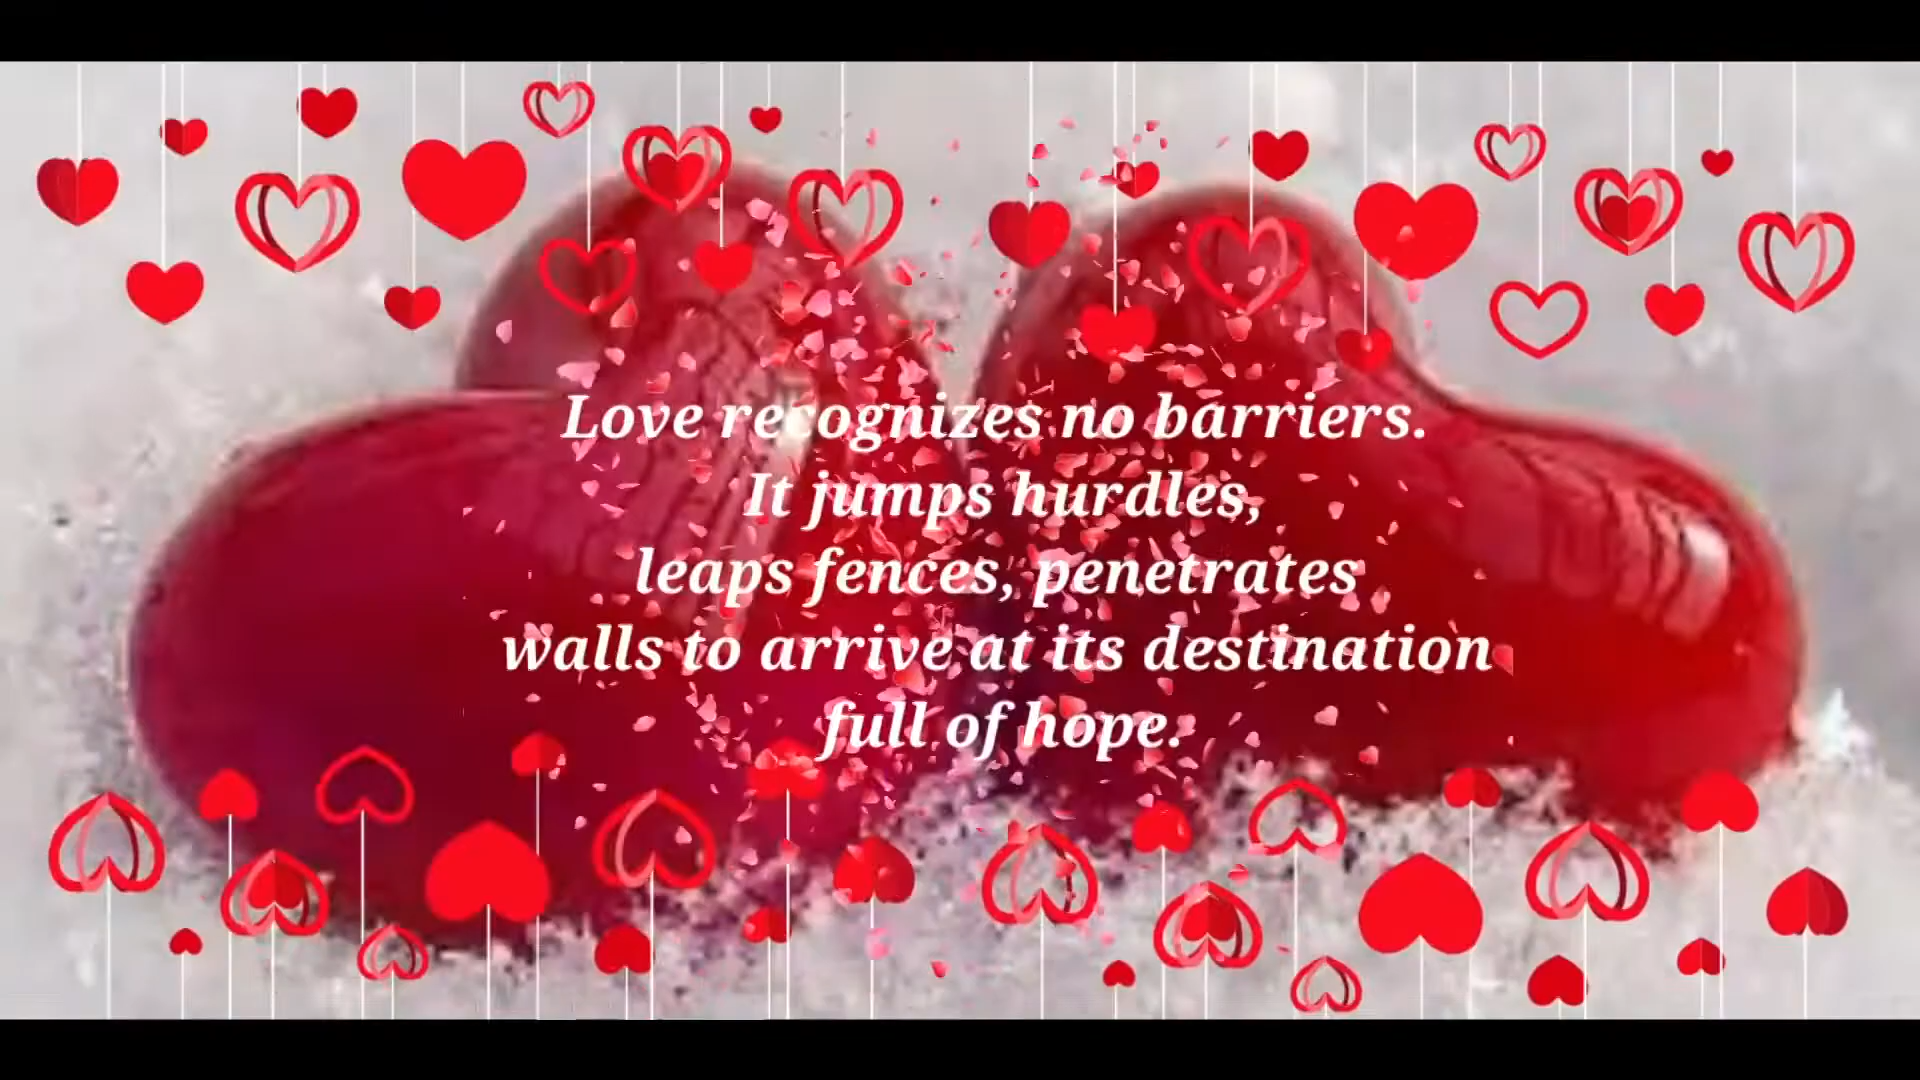 Love recognizes no barriers.
It jumps hurdles,
leaps fences, penetrates
walls to arrive at its destination
full of hope.